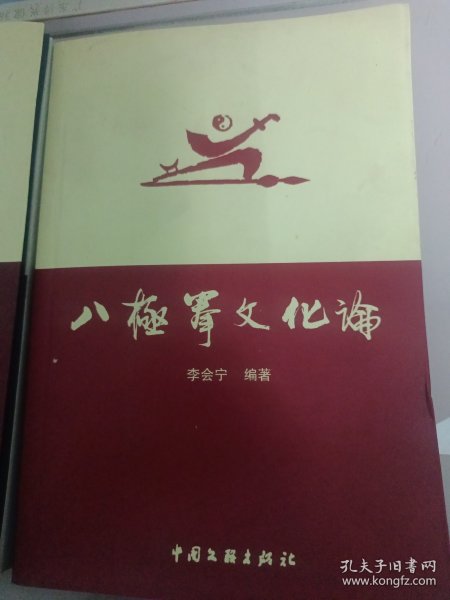 八極拳文化論
李会宁 编著
中国文联出版社
孔夫子旧书网
www.kongfz.com